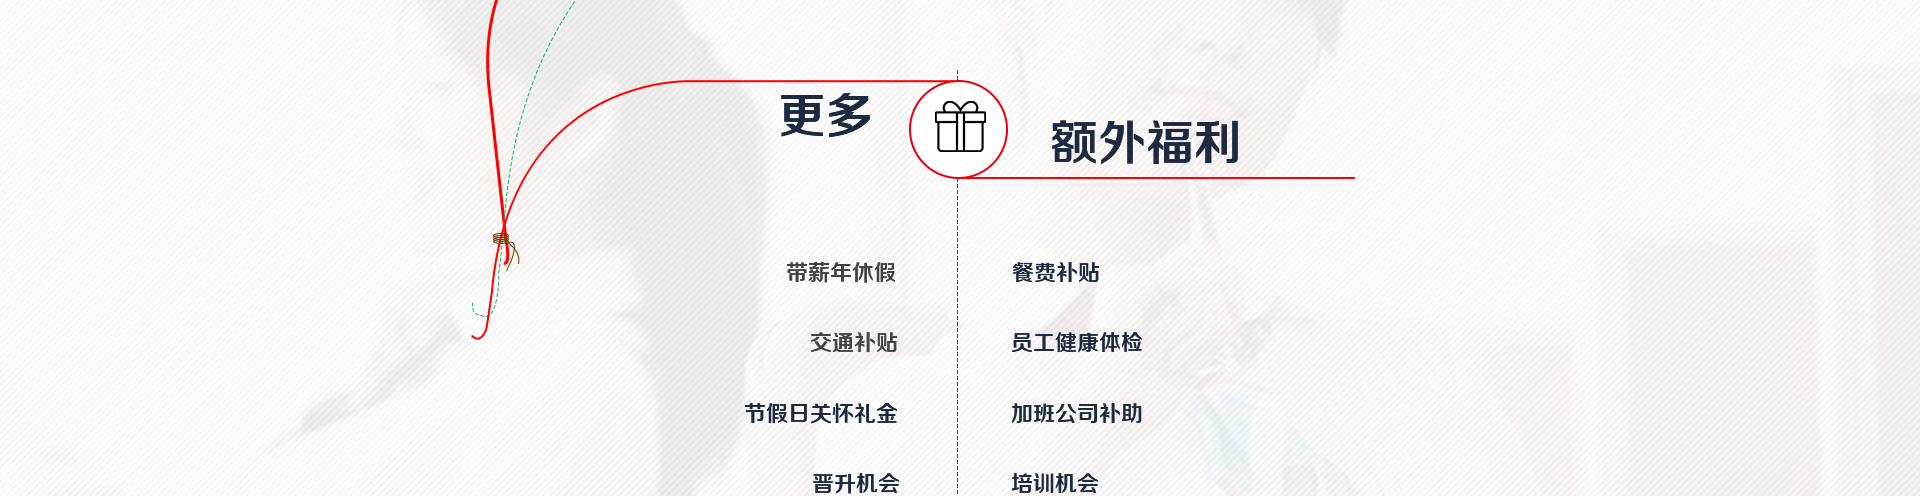 更多
额外福利
带薪年休假
餐费补贴
交通补贴
员工健康体检
节假日关怀礼金
加班公司补助
晋升机会
培训机会